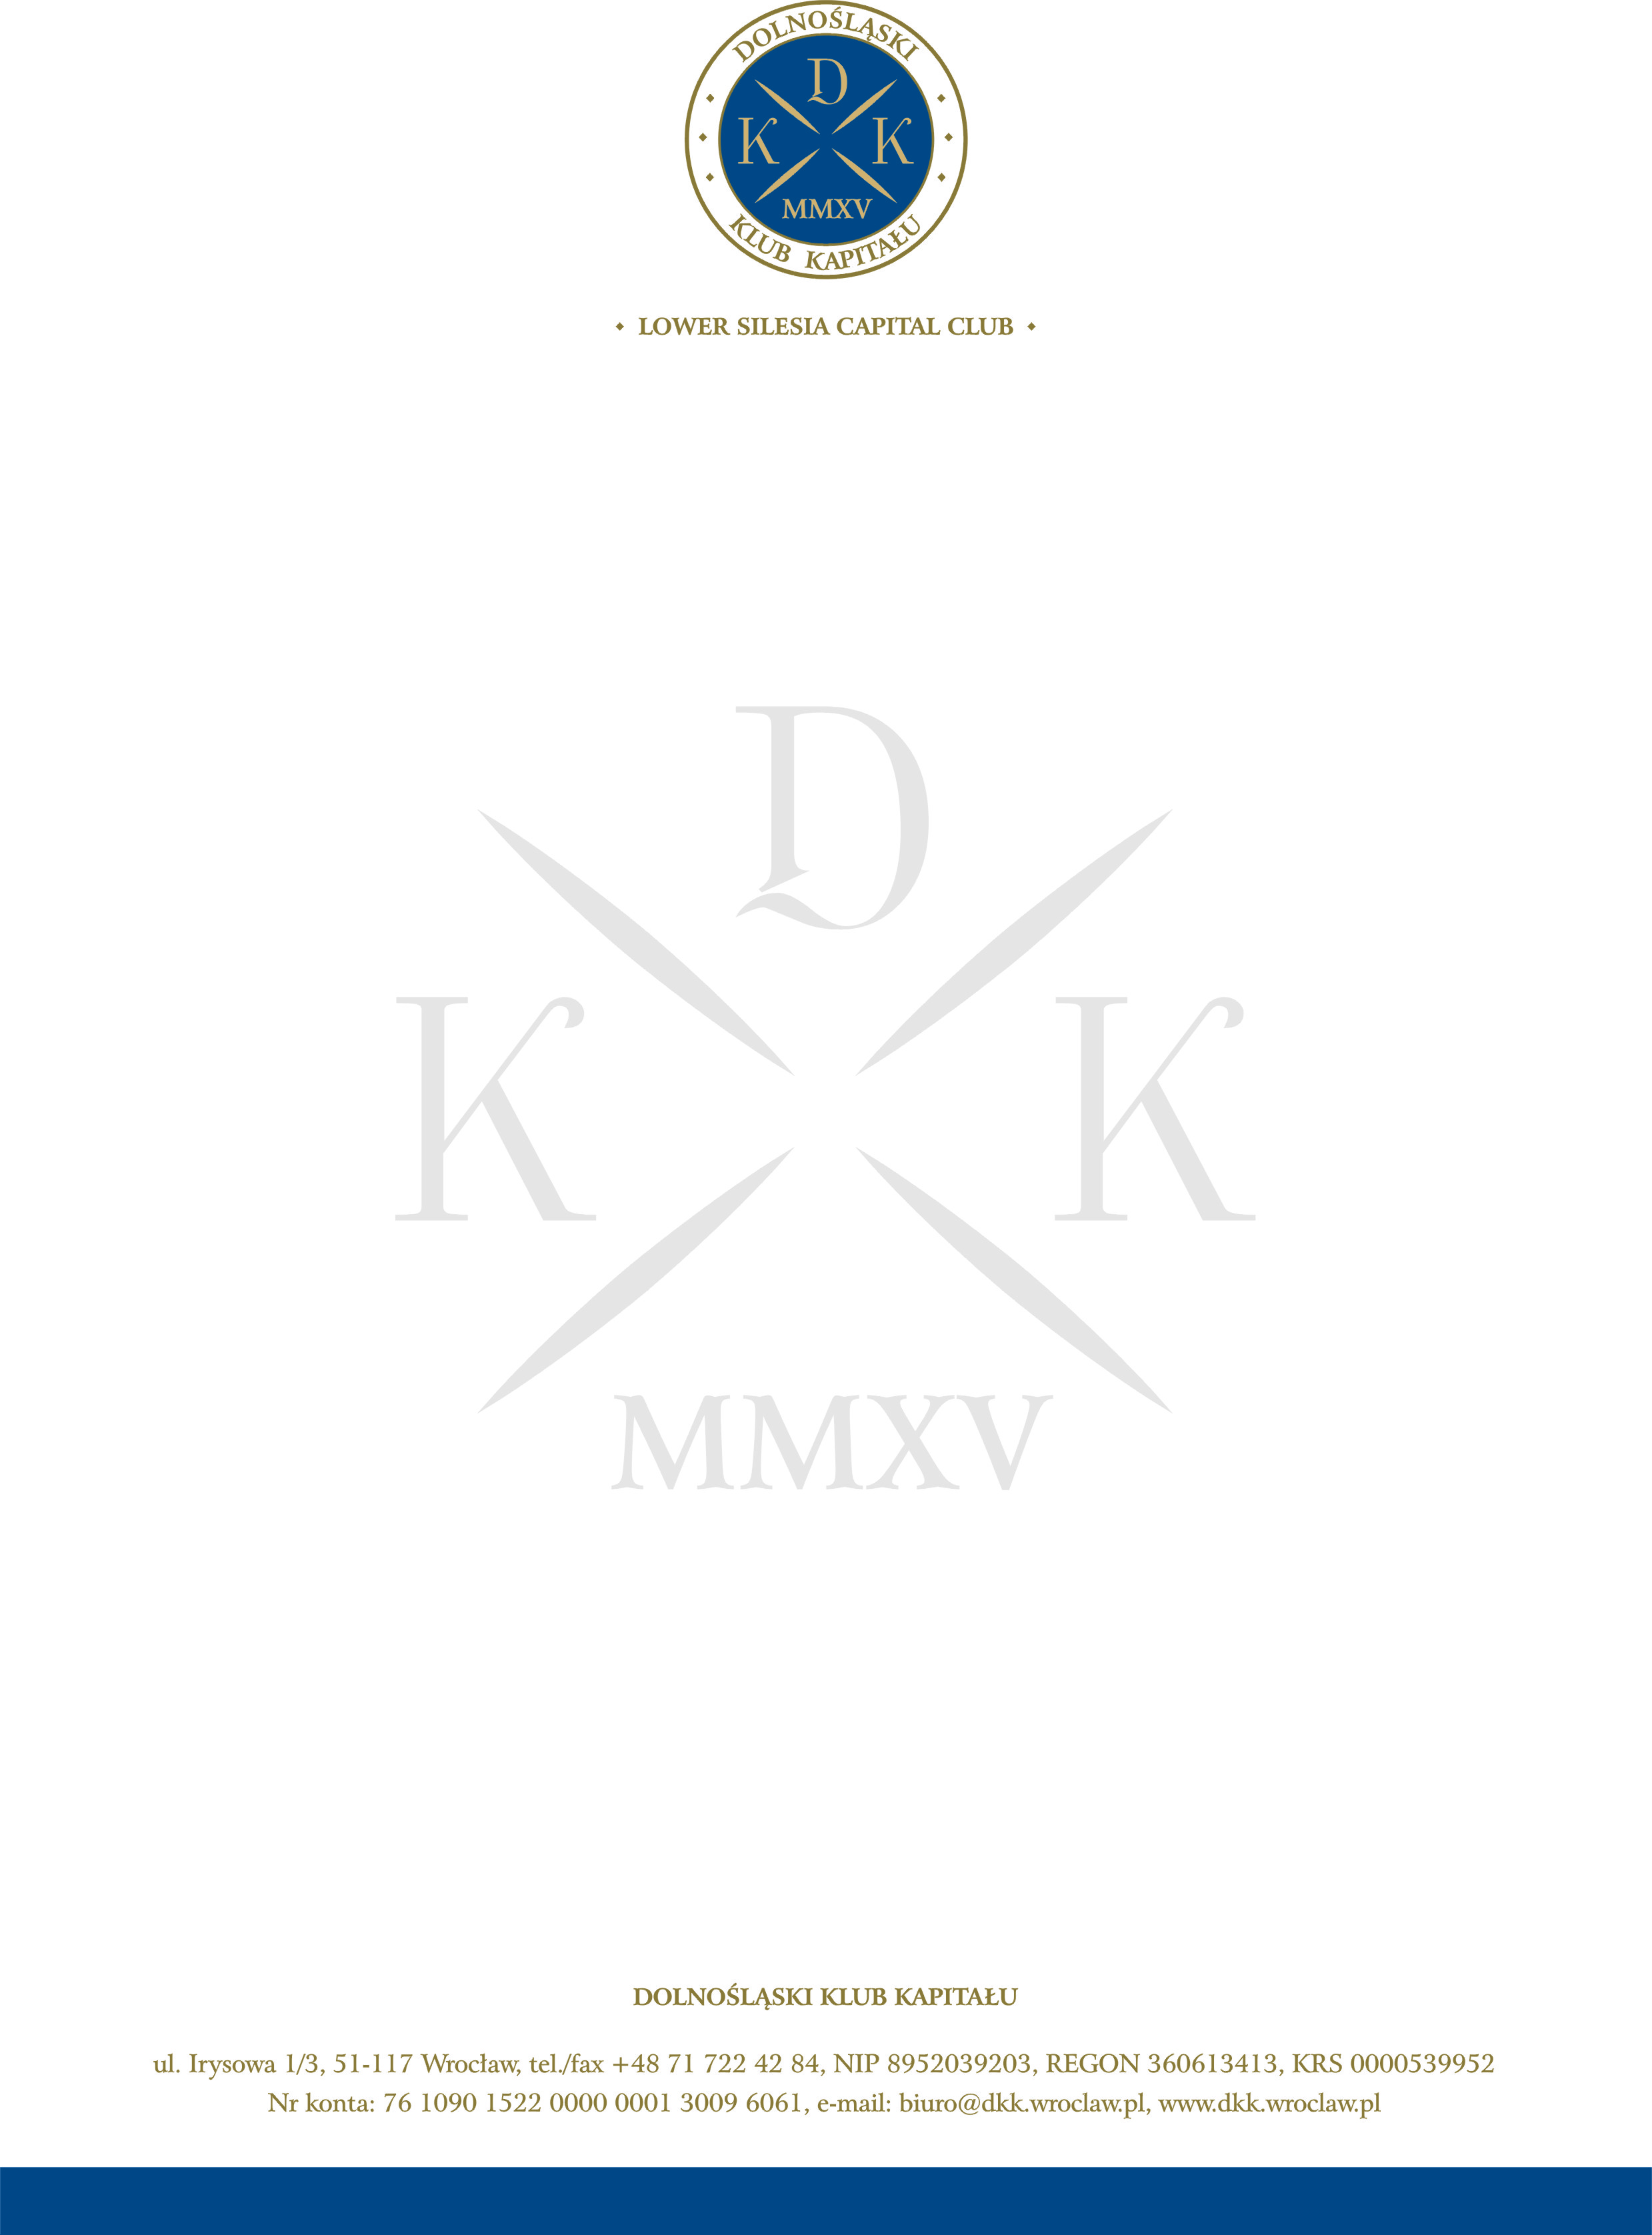 DOLNOŚLĄSKI
D
K K
MMXV
KLUB KAPITAŁU
LOWER SILESIA CAPITAL CLUB
D
K K
MMXV
DOLNOŚLĄSKI KLUB KAPITAŁU
ul. Irysowa 1/3, 51-117 Wrocław, tel./fax +48 71 722 42 84, NIP 8952039203, REGON 360613413, KRS 0000539952
Nr konta: 76 1090 1522 0000 0001 3009 6061, e-mail: biuro@dkk.wroclaw.pl, www.dkk.wroclaw.pl